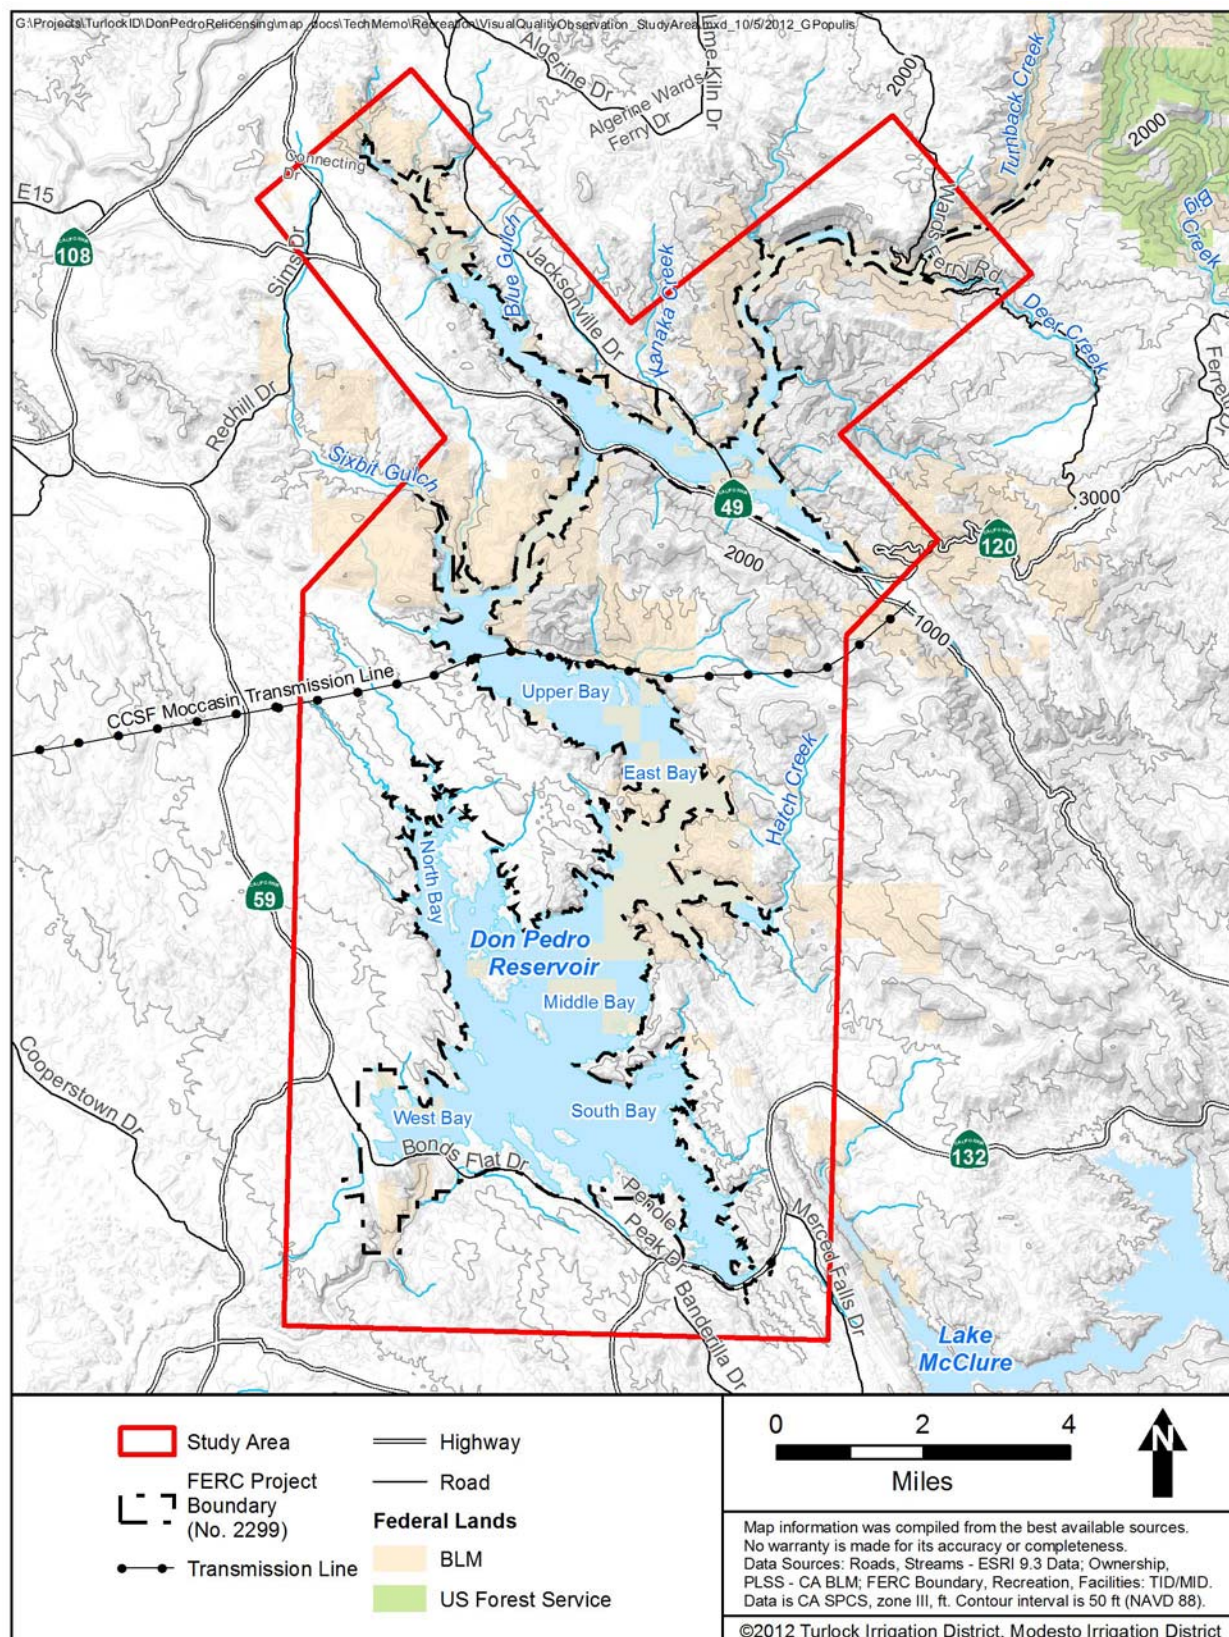 G:\Projects\TurlockID\DonPedroRelicensing\map_docs\TechMemo\Recreation\VisualQualityObservation_StudyArea.mxd_10/5/2012_GPopulis
Algerine Dr
Lime-Kiln Dr
Algerine Wards
Ferry Dr
2000
Turnback Creek
2000
Big Creek
Connecting
Dr
E15
CALIFORNIA
108
Sims Dr
Blue Gulch
Jacksonville Dr
Kanaka Creek
Wards Ferry Rd
Deer Creek
Ferretti Dr
Redhill Dr
Sixbit Gulch
CALIFORNIA
49
2000
3000
CALIFORNIA
120
1000
CCSF Moccasin Transmission Line
Upper Bay
East Bay
Hatch Creek
North Bay
CALIFORNIA
59
Don Pedro
Reservoir
Middle Bay
Cooperstown Dr
West Bay
South Bay
Bonds Flat Dr
CALIFORNIA
132
Penole
Peak Dr
Merced Falls Dr
Banderilla Dr
Lake
McClure
Study Area
FERC Project
Boundary
(No. 2299)
Transmission Line
Highway
Road
Federal Lands
BLM
US Forest Service
0 2 4
Miles
N
Map information was compiled from the best available sources.
No warranty is made for its accuracy or completeness.
Data Sources: Roads, Streams - ESRI 9.3 Data; Ownership,
PLSS - CA BLM; FERC Boundary, Recreation, Facilities: TID/MID.
Data is CA SPCS, zone III, ft. Contour interval is 50 ft (NAVD 88).
©2012 Turlock Irrigation District, Modesto Irrigation District